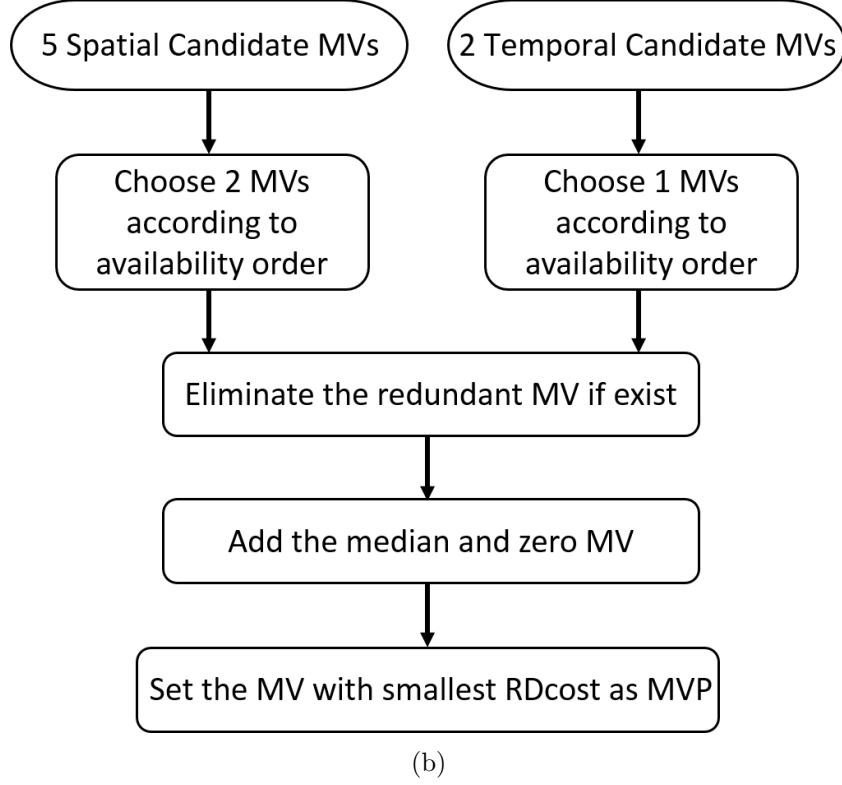 5 Spatial Candidate MVs
2 Temporal Candidate MVs
Choose 2 MVs
according to
availability order
Choose 1 MVs
according to
availability order
Eliminate the redundant MV if exist
Add the median and zero MV
Set the MV with smallest RDcost as MVP
(b)